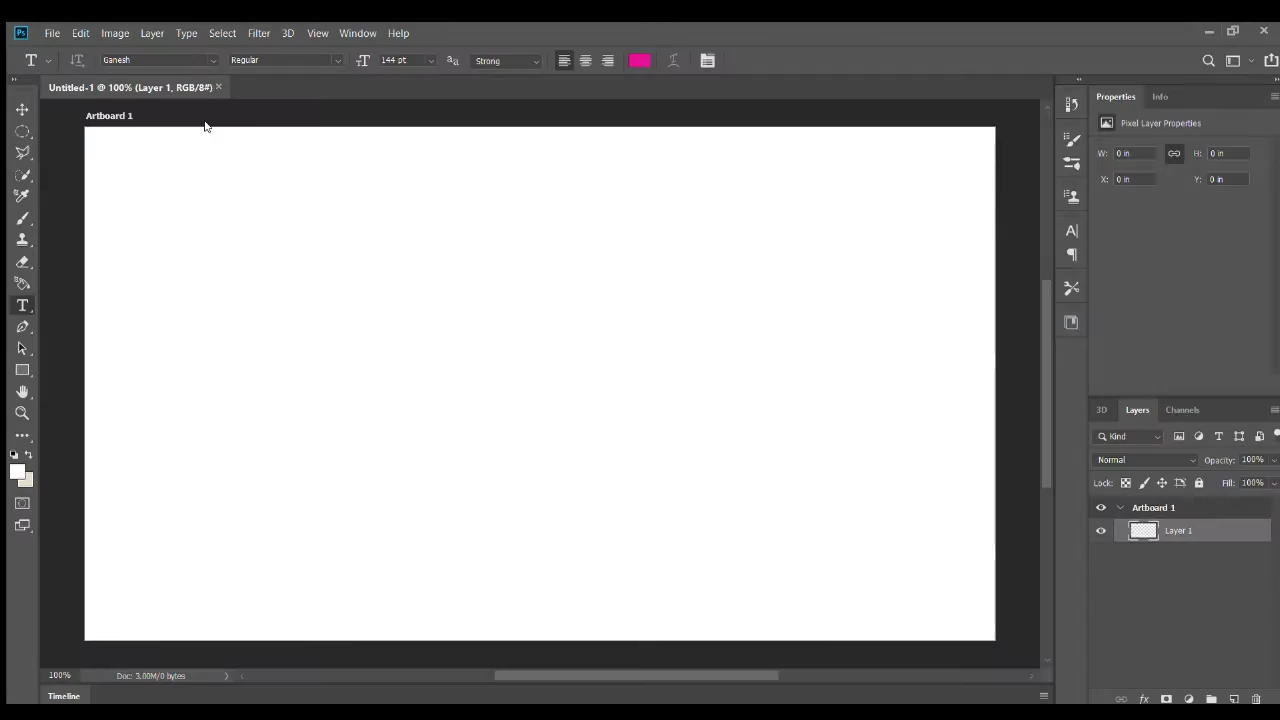 Ps File Edit Image Layer Type Select Filter 3D View Window Help
T Ganesh Regular 144 pt aa Strong
Untitled-1 @ 100% (Layer 1, RGB/8#) ×
Artboard 1
Properties Info
Pixel Layer Properties
W: 0 in H: 0 in
X: 0 in Y: 0 in
3D Layers Channels
Kind
Normal Opacity: 100%
Lock: Fill: 100%
Artboard 1
Layer 1
100% Doc: 3.00M/0 bytes
Timeline
fx